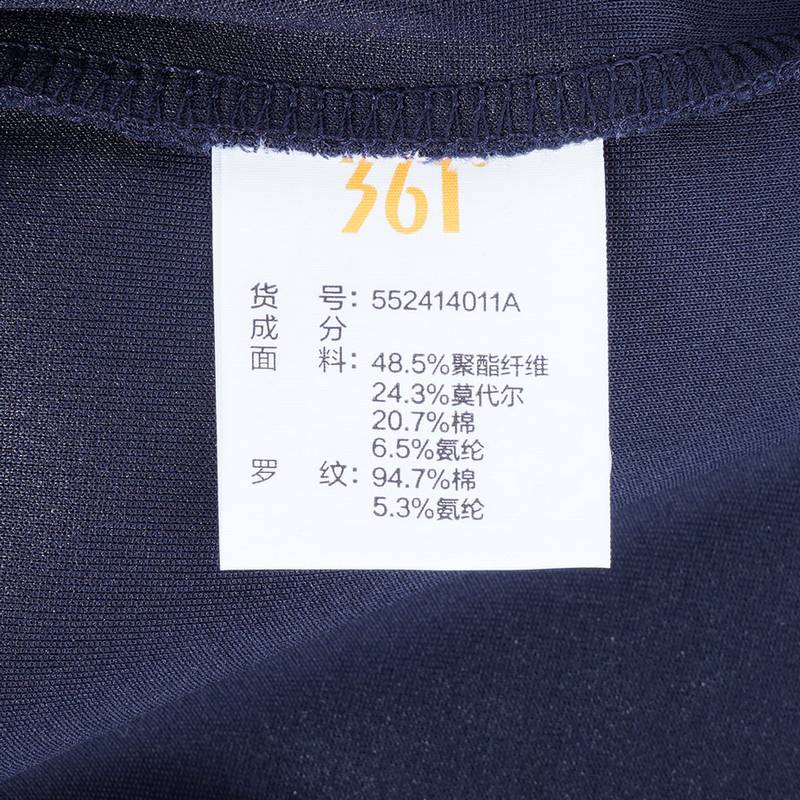 361°
货 号：552414011A
成 分
面 料：48.5%聚酯纤维
24.3%莫代尔
20.7%棉
6.5%氨纶
罗 纹：94.7%棉
5.3%氨纶